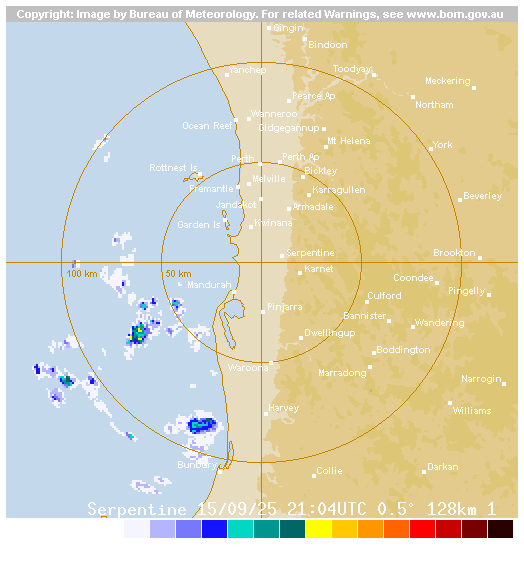 Copyright: Image by Bureau of Meteorology. For related Warnings, see www.bom.gov.au
Gingin
Bindoon
Yanchep
Toodyay
Meckering
Pearce Ap
Northam
Wanneroo
Ocean Reef
Gidgegannup
Mt Helena
York
Perth
Perth Ap
Rottnest Is
Bickley
Melville
Fremantle
Karragullen
Beverley
Jandakot
Armadale
Garden Is
Kwinana
Serpentine
Brookton
Karnet
100 km
50 km
Mandurah
Coondee
Pingelly
Culford
Pinjarra
Bannister
Wandering
Dwellingup
Boddington
Waroona
Marradong
Narrogin
Harvey
Williams
Bunbury
Collie
Darkan
Serpentine 15/09/25 21:04UTC 0.5° 128km 1